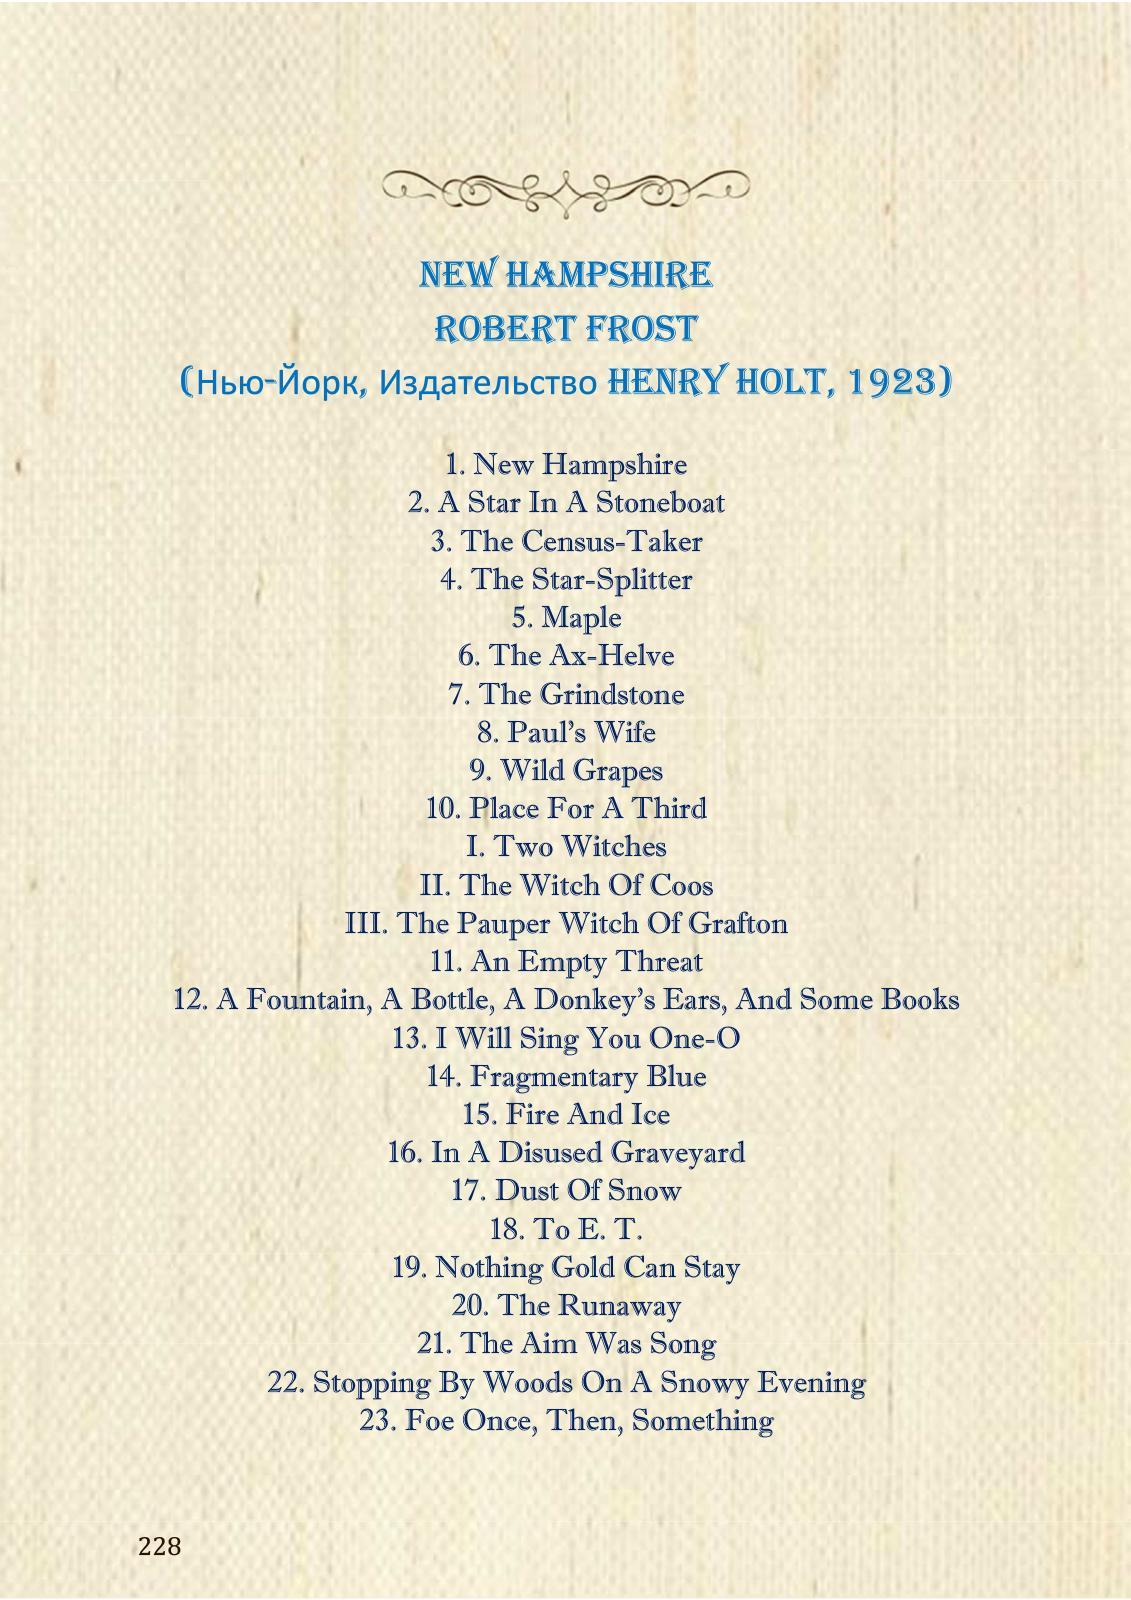 NEW HAMPSHIRE
ROBERT FROST
(Нью-Йорк, Издательство HENRY HOLT, 1923)
1. New Hampshire
2. A Star In A Stoneboat
3. The Census-Taker
4. The Star-Splitter
5. Maple
6. The Ax-Helve
7. The Grindstone
8. Paul’s Wife
9. Wild Grapes
10. Place For A Third
I. Two Witches
II. The Witch Of Coos
III. The Pauper Witch Of Grafton
11. An Empty Threat
12. A Fountain, A Bottle, A Donkey’s Ears, And Some Books
13. I Will Sing You One-O
14. Fragmentary Blue
15. Fire And Ice
16. In A Disused Graveyard
17. Dust Of Snow
18. To E. T.
19. Nothing Gold Can Stay
20. The Runaway
21. The Aim Was Song
22. Stopping By Woods On A Snowy Evening
23. Foe Once, Then, Something
228